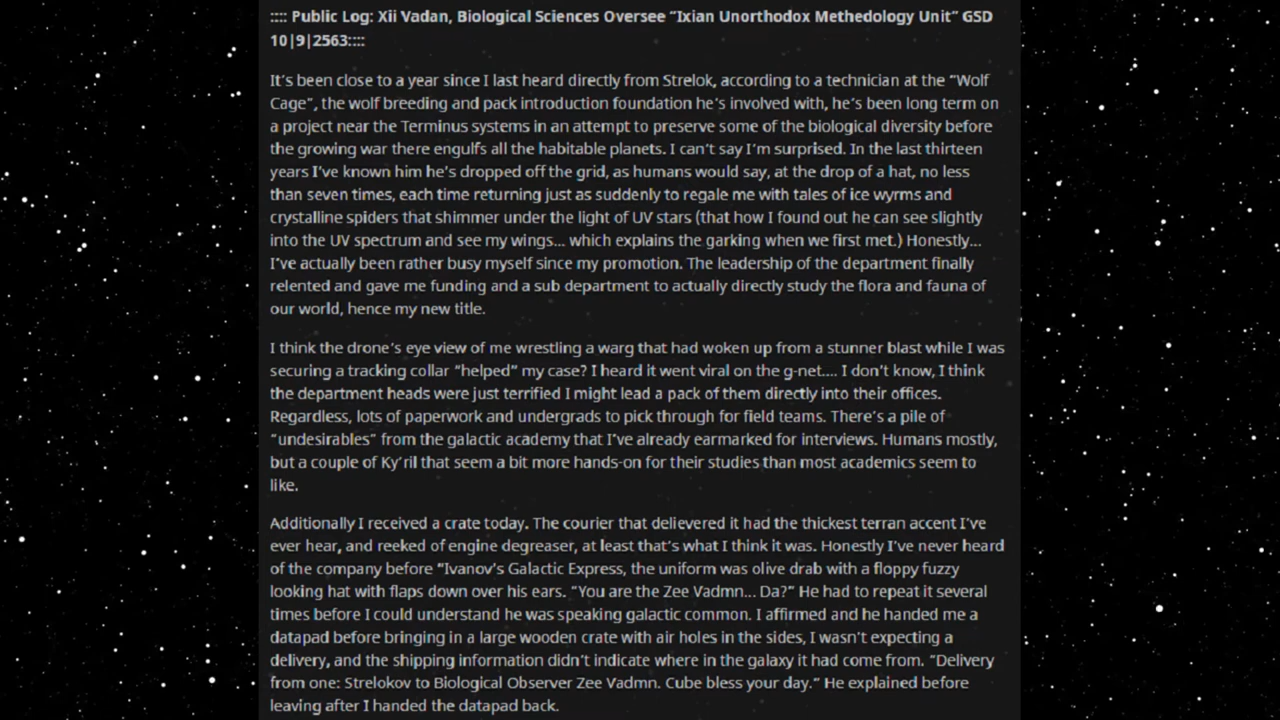 :::: Public Log: Xii Vadan, Biological Sciences Oversee “Ixian Unorthodox Methedology Unit” GSD
10|9|2563::::
It’s been close to a year since I last heard directly from Strelok, according to a technician at the “Wolf
Cage”, the wolf breeding and pack introduction foundation he’s involved with, he’s been long term on
a project near the Terminus systems in an attempt to preserve some of the biological diversity before
the growing war there engulfs all the habitable planets. I can’t say I’m surprised. In the last thirteen
years I’ve known him he’s dropped off the grid, as humans would say, at the drop of a hat, no less
than seven times, each time returning just as suddenly to regale me with tales of ice wyrms and
crystalline spiders that shimmer under the light of UV stars (that how I found out he can see slightly
into the UV spectrum and see my wings... which explains the garking when we first met.) Honestly...
I’ve actually been rather busy myself since my promotion. The leadership of the department finally
relented and gave me funding and a sub department to actually directly study the flora and fauna of
our world, hence my new title.
I think the drone’s eye view of me wrestling a warg that had woken up from a stunner blast while I was
securing a tracking collar “helped” my case? I heard it went viral on the g-net.... I don’t know, I think
the department heads were just terrified I might lead a pack of them directly into their offices.
Regardless, lots of paperwork and undergrads to pick through for field teams. There’s a pile of
“undesirables” from the galactic academy that I’ve already earmarked for interviews. Humans mostly,
but a couple of Ky’ril that seem a bit more hands-on for their studies than most academics seem to
like.
Additionally I received a crate today. The courier that delievered it had the thickest terran accent I’ve
ever hear, and reeked of engine degreaser, at least that’s what I think it was. Honestly I’ve never heard
of the company before “Ivanov’s Galactic Express, the uniform was olive drab with a floppy fuzzy
looking hat with flaps down over his ears. “You are the Zee Vadmn... Da?” He had to repeat it several
times before I could understand he was speaking galactic common. I affirmed and he handed me a
datapad before bringing in a large wooden crate with air holes in the sides, I wasn’t expecting a
delivery, and the shipping information didn’t indicate where in the galaxy it had come from. “Delivery
from one: Strelokov to Biological Observer Zee Vadmn. Cube bless your day.” He explained before
leaving after I handed the datapad back.